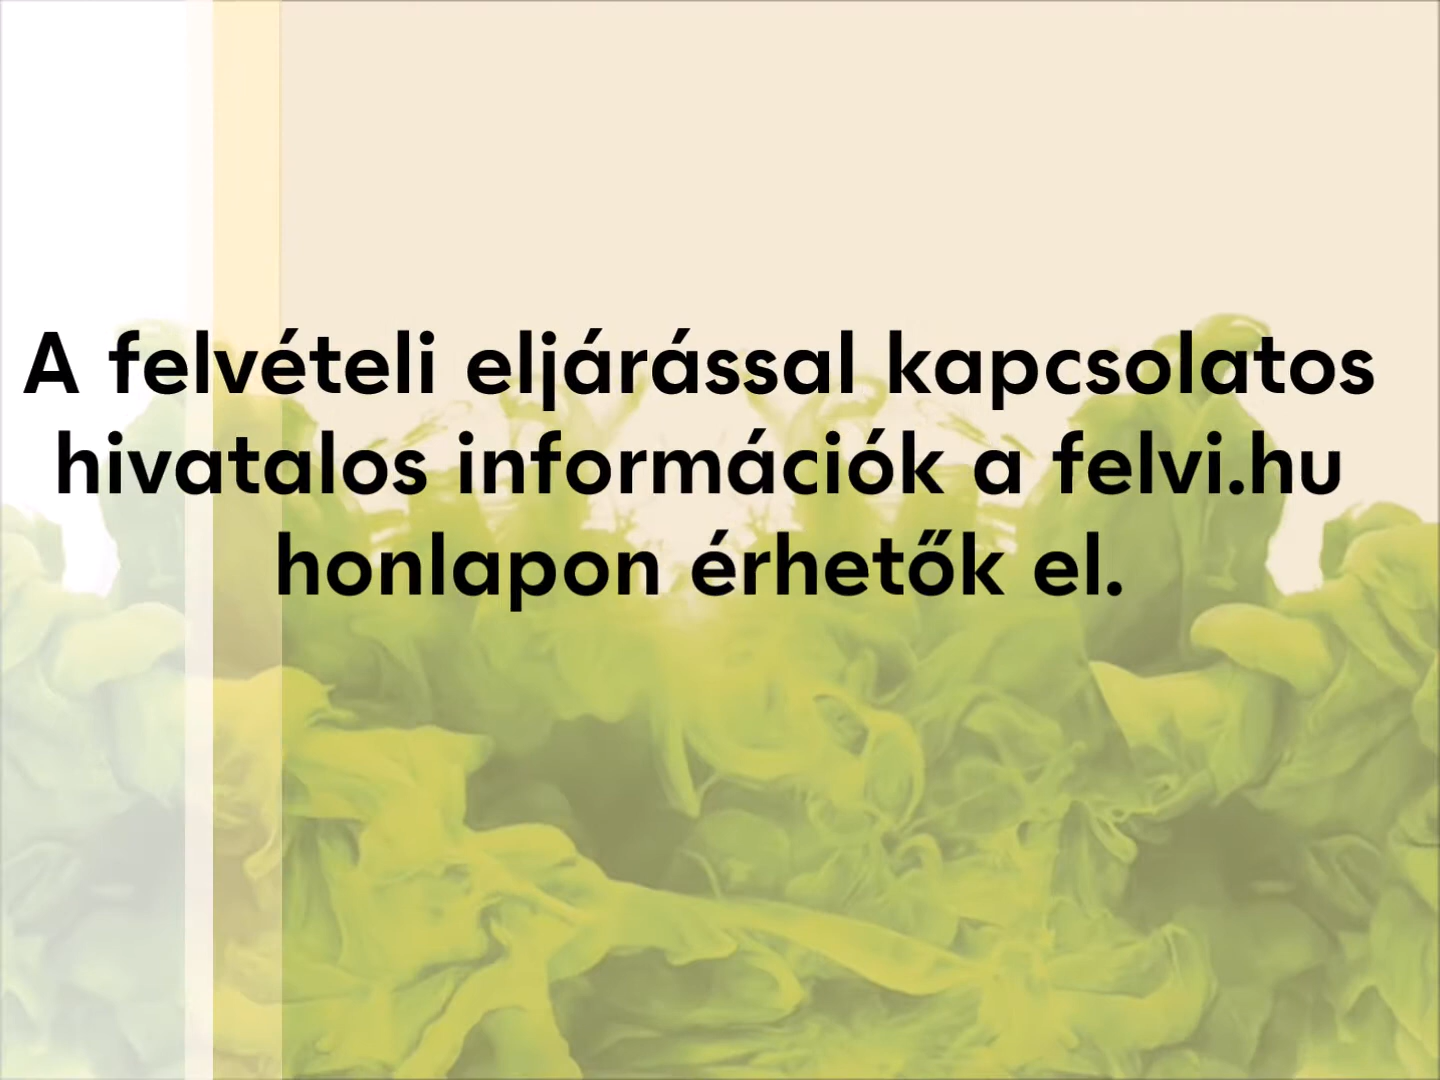 A felvételi eljárással kapcsolatos
hivatalos információk a felvi.hu
honlapon érhetők el.